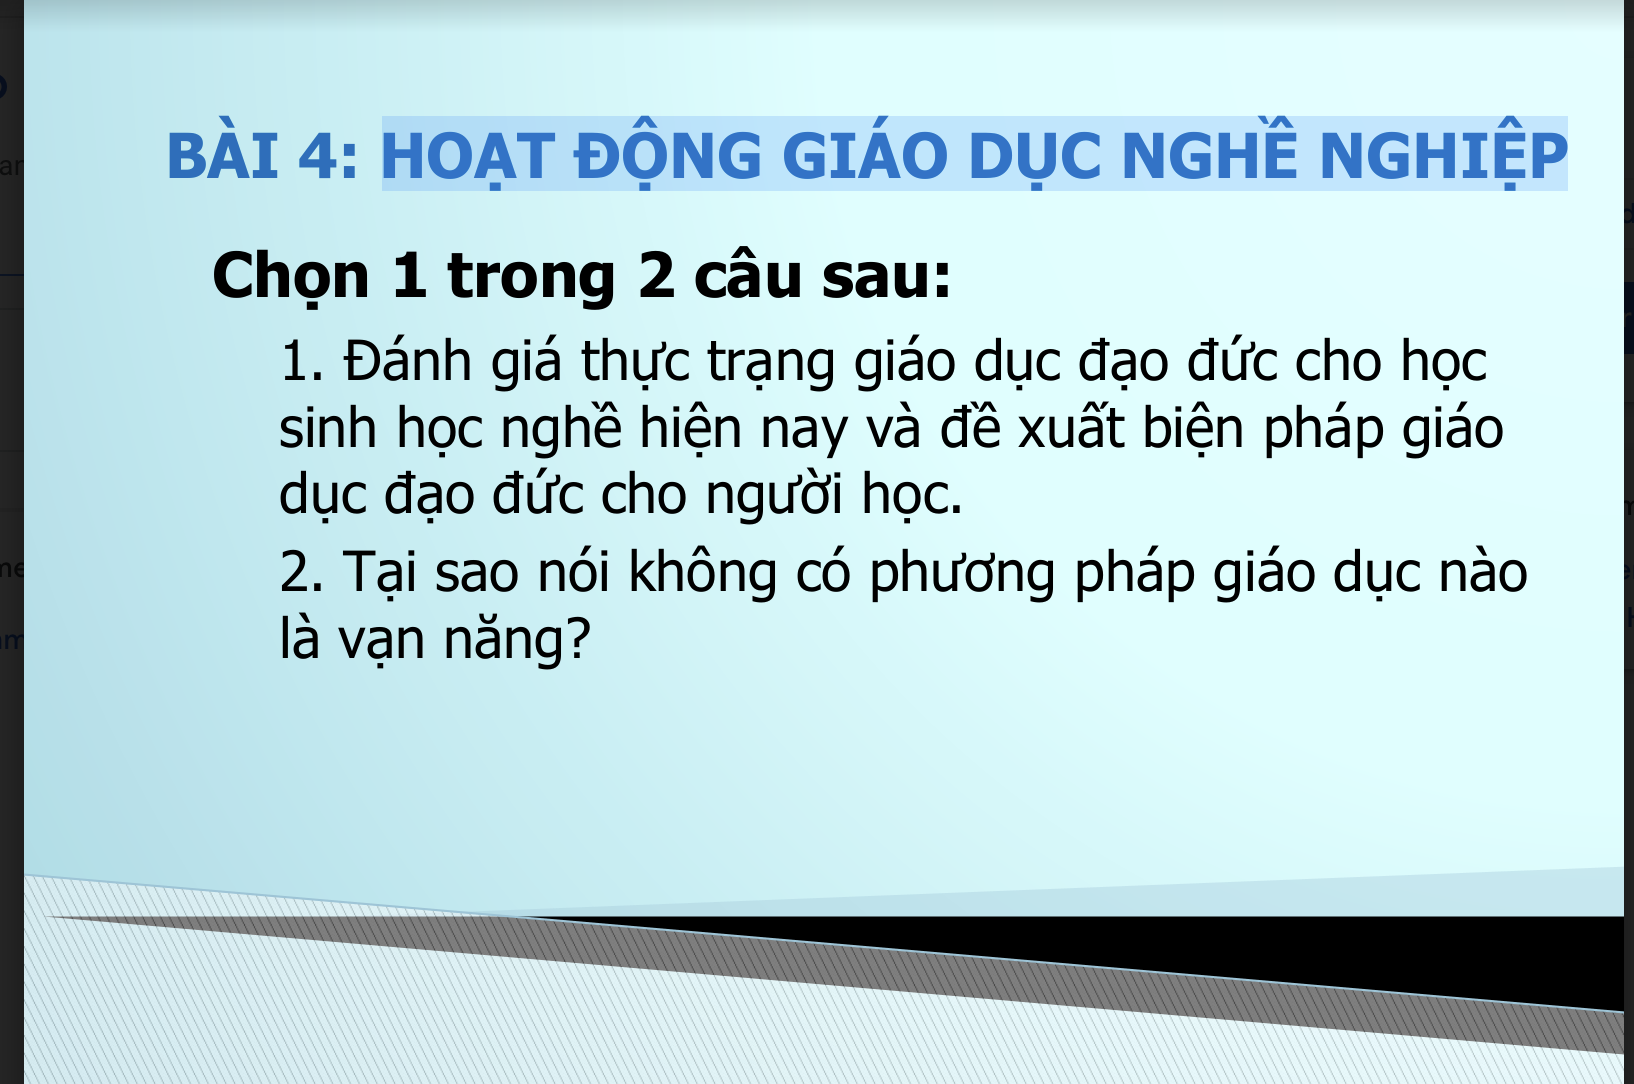 BÀI 4: HOẠT ĐỘNG GIÁO DỤC NGHỀ NGHIỆP
Chọn 1 trong 2 câu sau:
1. Đánh giá thực trạng giáo dục đạo đức cho học
sinh học nghề hiện nay và đề xuất biện pháp giáo
dục đạo đức cho người học.
2. Tại sao nói không có phương pháp giáo dục nào
là vạn năng?